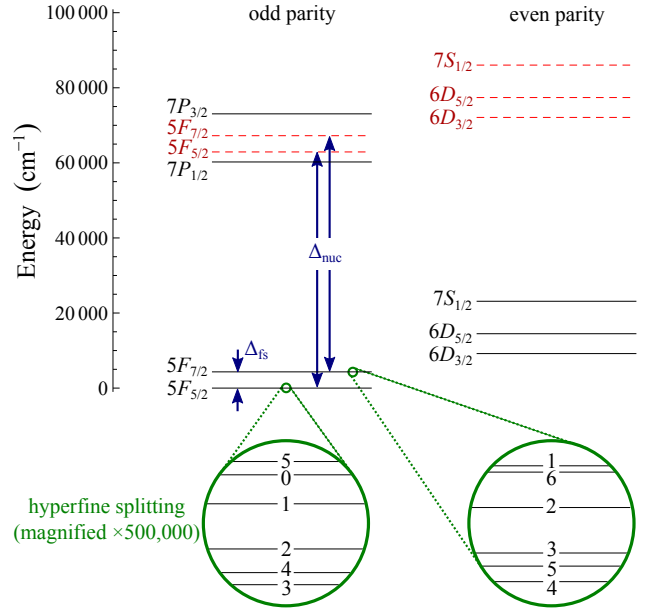 odd parity
even parity
100 000
80 000
60 000
40 000
20 000
0
Energy (cm⁻¹)
7P₃/₂
5F₇/₂
5F₅/₂
7P₁/₂
Δnuc
Δfs
5F₇/₂
5F₅/₂
7S₁/₂
6D₅/₂
6D₃/₂
7S₁/₂
6D₅/₂
6D₃/₂
hyperfine splitting
(magnified ×500,000)
5
0
1
2
4
3
1
6
2
3
5
4